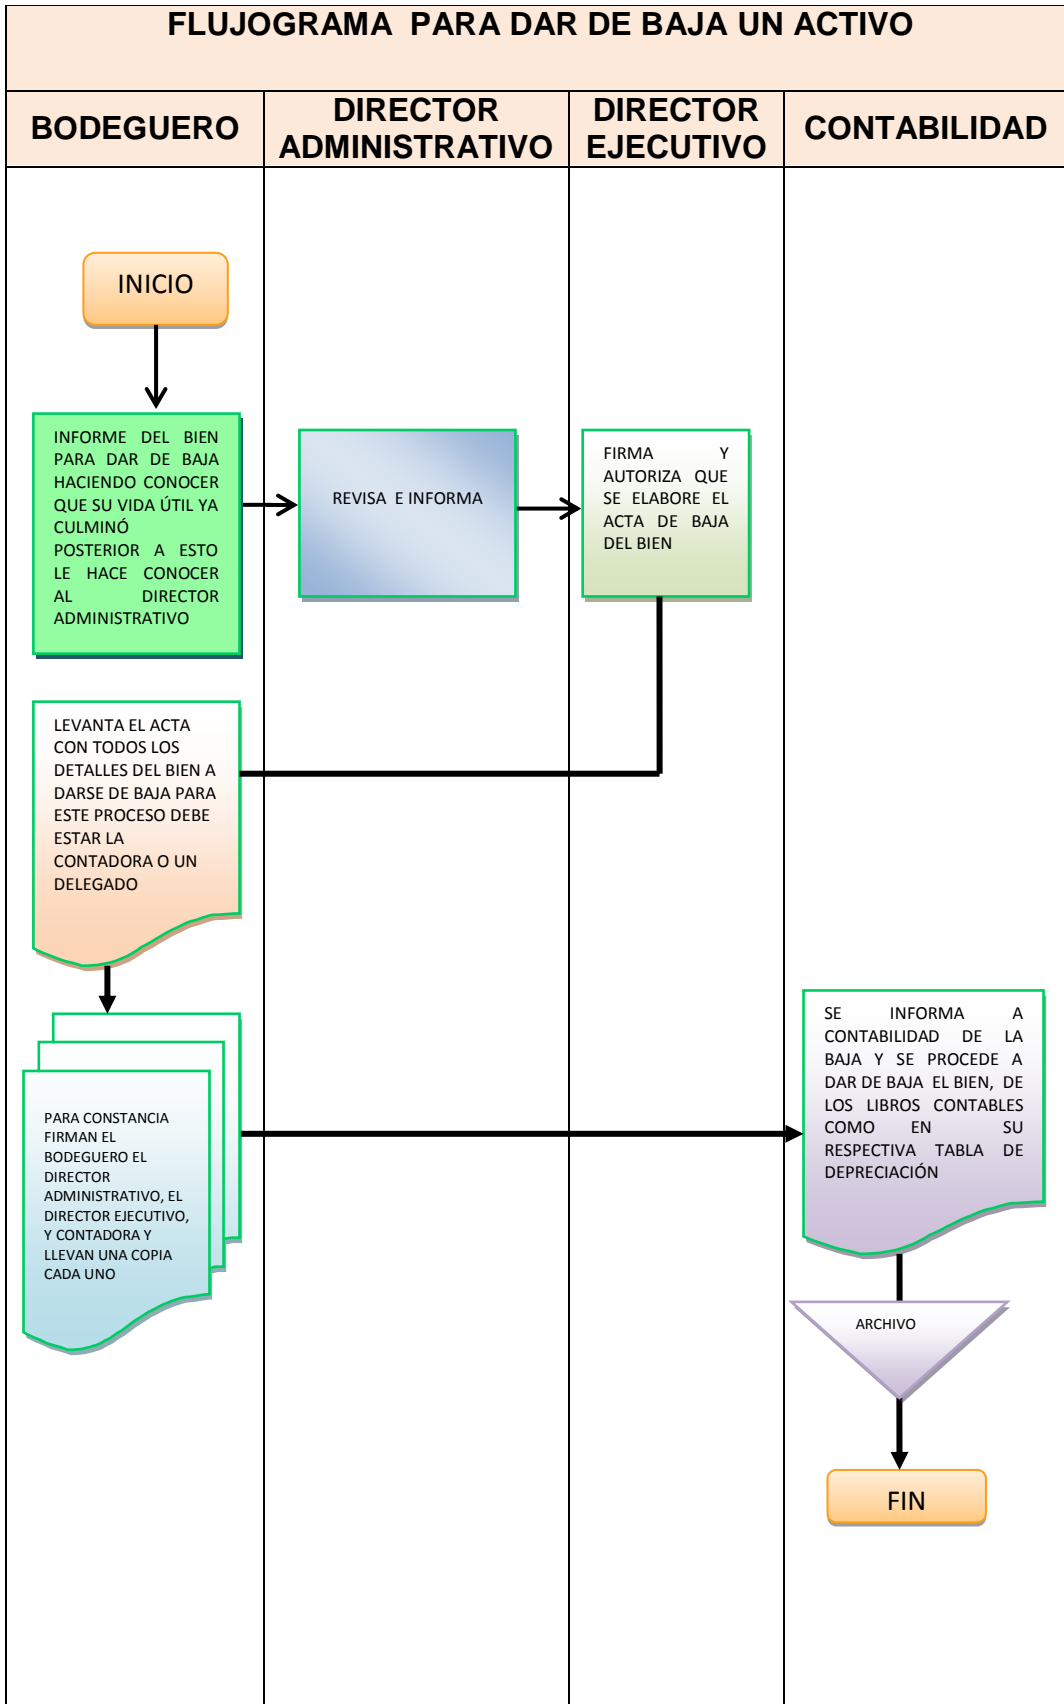 FLUJOGRAMA PARA DAR DE BAJA UN ACTIVO
BODEGUERO
DIRECTOR
ADMINISTRATIVO
DIRECTOR
EJECUTIVO
CONTABILIDAD
INICIO
INFORME DEL BIEN
PARA DAR DE BAJA
HACIENDO CONOCER
QUE SU VIDA ÚTIL YA
CULMINÓ
POSTERIOR A ESTO
LE HACE CONOCER
AL DIRECTOR
ADMINISTRATIVO
REVISA E INFORMA
FIRMA Y
AUTORIZA QUE
SE ELABORE EL
ACTA DE BAJA
DEL BIEN
LEVANTA EL ACTA
CON TODOS LOS
DETALLES DEL BIEN A
DARSE DE BAJA PARA
ESTE PROCESO DEBE
ESTAR LA
CONTADORA O UN
DELEGADO
PARA CONSTANCIA
FIRMAN EL
BODEGUERO EL
DIRECTOR
ADMINISTRATIVO, EL
DIRECTOR EJECUTIVO,
Y CONTADORA Y
LLEVAN UNA COPIA
CADA UNO
SE INFORMA A
CONTABILIDAD DE LA
BAJA Y SE PROCEDE A
DAR DE BAJA EL BIEN, DE
LOS LIBROS CONTABLES
COMO EN SU
RESPECTIVA TABLA DE
DEPRECIACIÓN
ARCHIVO
FIN